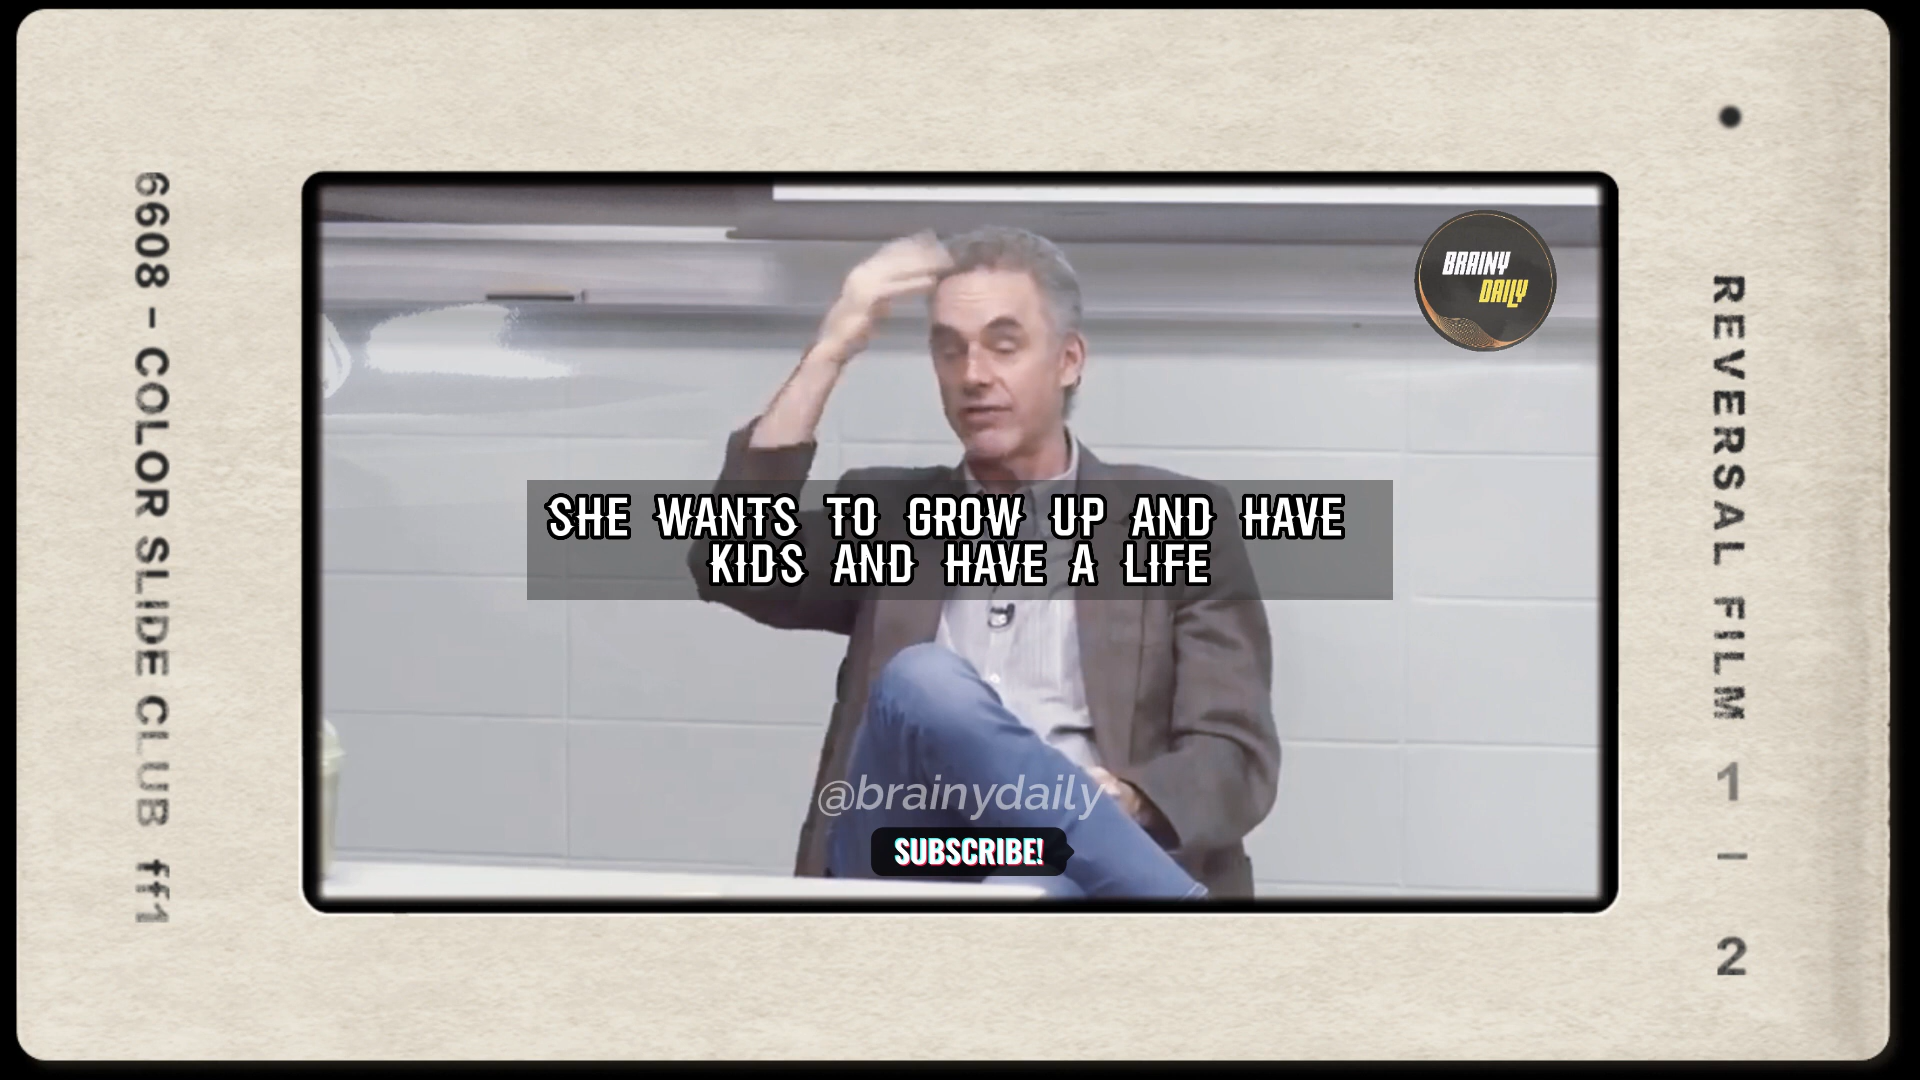 6608 - COLOR SLIDE CLUB ff1
BRAINY
DAILY
SHE WANTS TO GROW UP AND HAVE
KIDS AND HAVE A LIFE
@brainydaily
SUBSCRIBE!
REVERSAL FILM 1 - 2